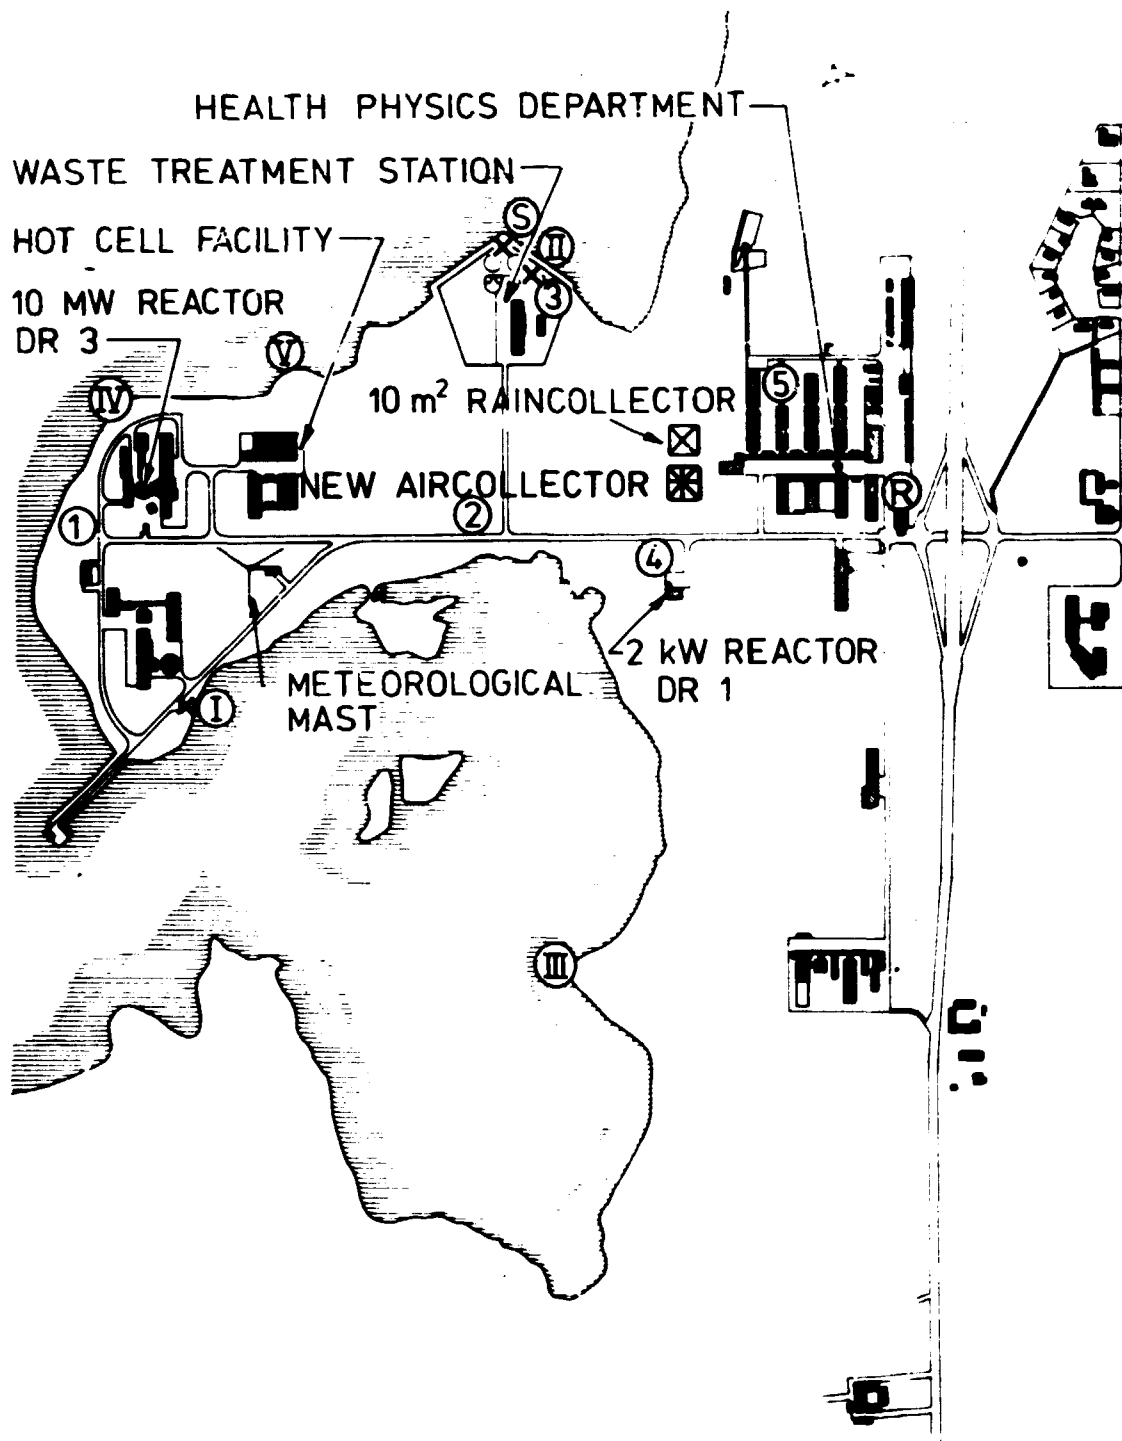 HEALTH PHYSICS DEPARTMENT
WASTE TREATMENT STATION
S
HOT CELL FACILITY
II
10 MW REACTOR
DR 3
3
V
IV
10 m² RAINCOLLECTOR
5
NEW AIRCOLLECTOR
R
1
2
4
2 kW REACTOR
DR 1
METEOROLOGICAL
MAST
I
III